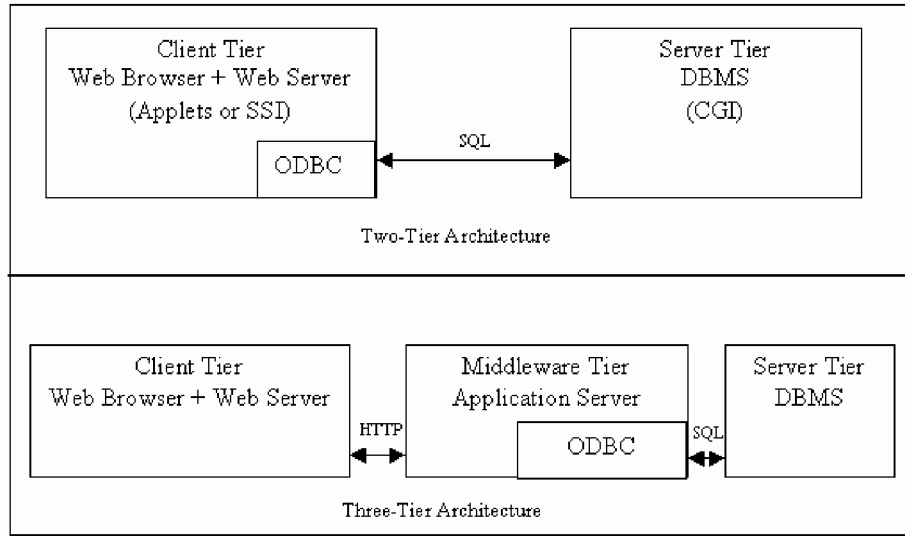 Client Tier
Web Browser + Web Server
(Applets or SSI)
ODBC
SQL
Server Tier
DBMS
(CGI)
Two-Tier Architecture
Client Tier
Web Browser + Web Server
HTTP
Middleware Tier
Application Server
ODBC
SQL
Server Tier
DBMS
Three-Tier Architecture